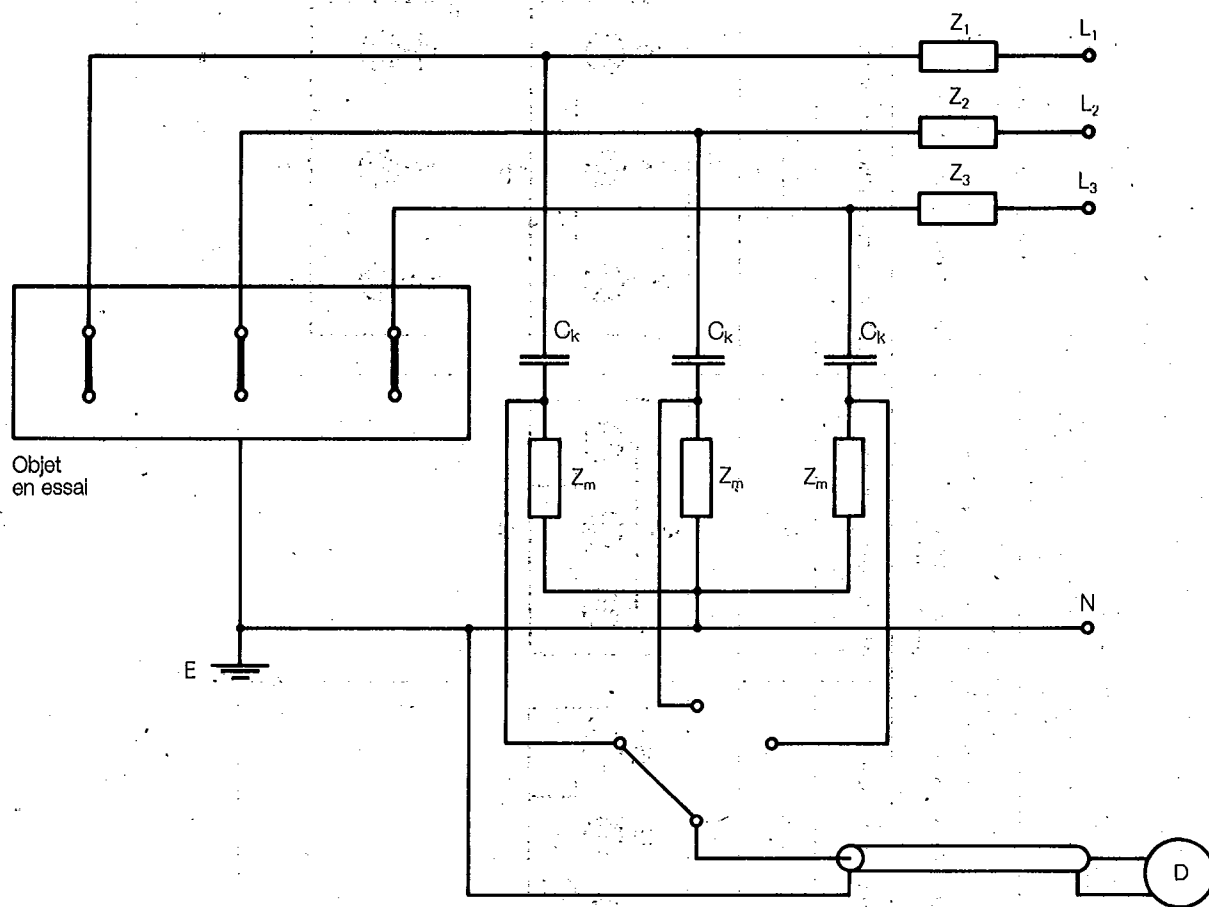 Z₁
L₁
Z₂
L₂
Z₃
L₃
Cₖ
Cₖ
Cₖ
Objet
en essai
Zₘ
Zₘ
Zₘ
N
E
D